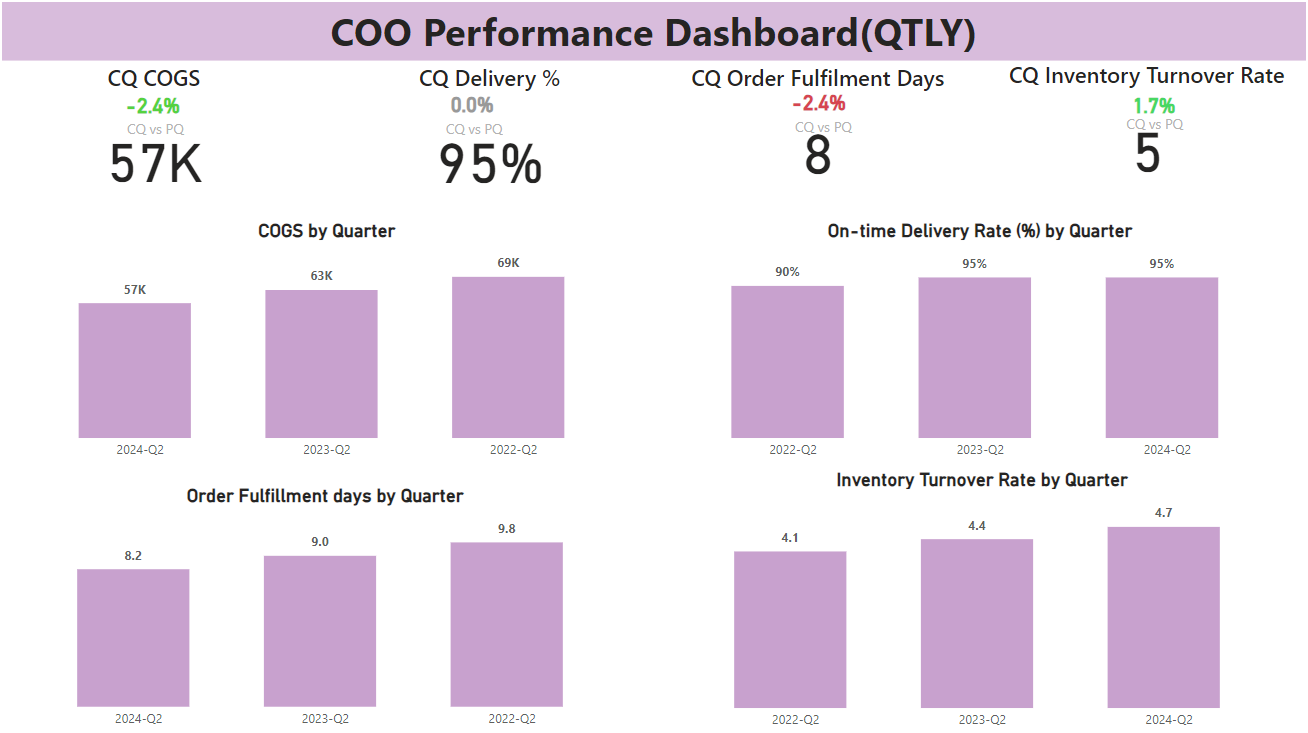 COO Performance Dashboard(QTLY)
CQ COGS
-2.4%
CQ vs PQ
57K
CQ Delivery %
0.0%
CQ vs PQ
95%
CQ Order Fulfilment Days
-2.4%
CQ vs PQ
8
CQ Inventory Turnover Rate
1.7%
CQ vs PQ
5
COGS by Quarter
57K
63K
69K
2024-Q2
2023-Q2
2022-Q2
On-time Delivery Rate (%) by Quarter
90%
95%
95%
2022-Q2
2023-Q2
2024-Q2
Order Fulfillment days by Quarter
8.2
9.0
9.8
2024-Q2
2023-Q2
2022-Q2
Inventory Turnover Rate by Quarter
4.1
4.4
4.7
2022-Q2
2023-Q2
2024-Q2